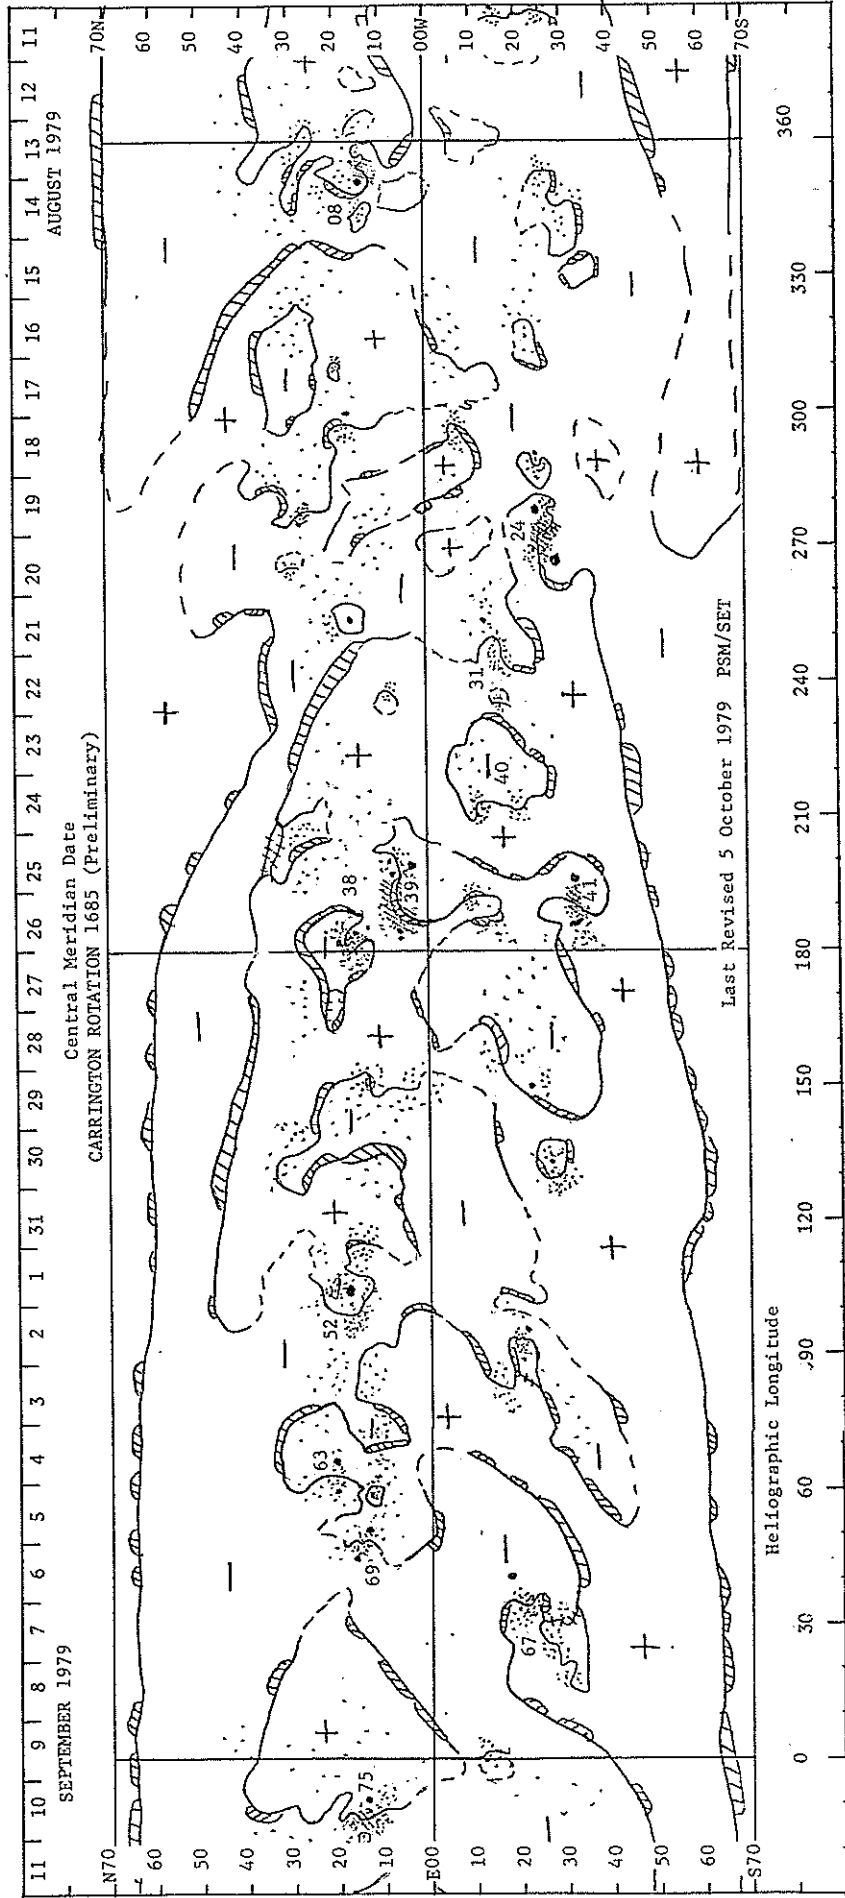 11 10 9 8 7 6 5 4 3 2 1 31 30 29 28 27 26 25 24 23 22 21 20 19 18 17 16 15 14 13 12 11
SEPTEMBER 1979
Central Meridian Date
AUGUST 1979
CARRINGTON ROTATION 1685 (Preliminary)
N70 70N
60 60
50 50
40 40
30 30
20 20
10 10
E00 00W
10 10
20 20
30 30
40 40
50 50
60 60
S70 70S
75
69
63
52
38
08
39
67
41
40
31
24
Last Revised 5 October 1979 PSM/SET
Heliographic Longitude
0 30 60 90 120 150 180 210 240 270 300 330 360